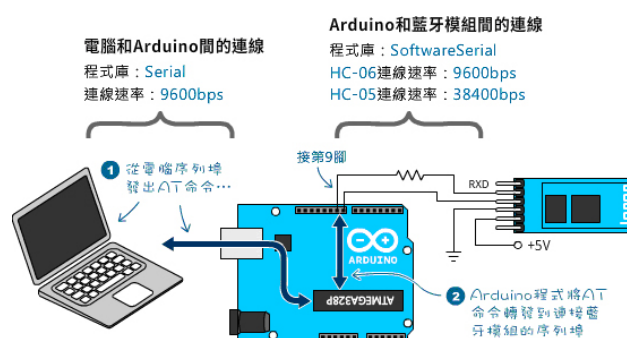 電腦和Arduino間的連線
程式庫：Serial
連線速率：9600bps
Arduino和藍牙模組間的連線
程式庫：SoftwareSerial
HC-06連線速率：9600bps
HC-05連線速率：38400bps
1 從電腦序列埠
發出AT命令…
接第9腳
RXD
+5V
ARDUINO
ATMEGA328P
2 Arduino程式將AT
命令轉發到連接藍
牙模組的序列埠